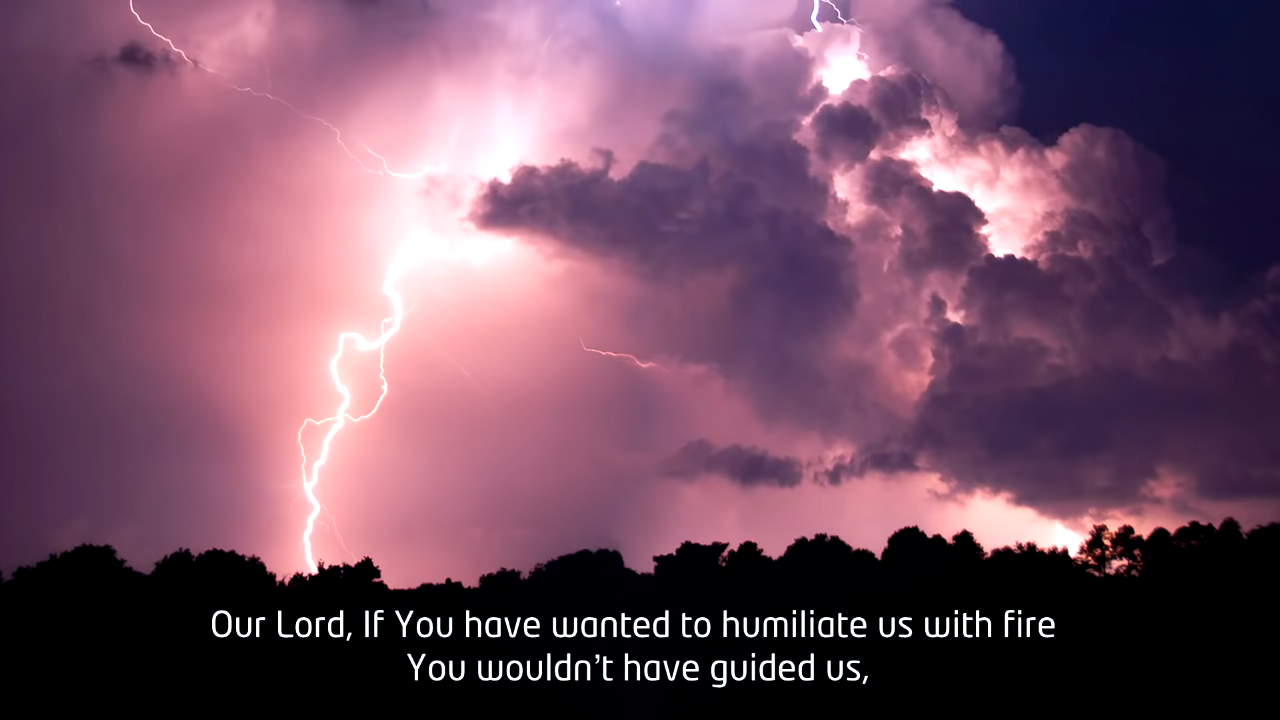 Our Lord, If You have wanted to humiliate us with fire
You wouldn't have guided us,